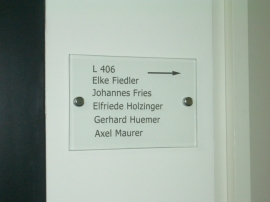 L 406
Elke Fiedler
Johannes Fries
Elfriede Holzinger
Gerhard Huemer
Axel Maurer